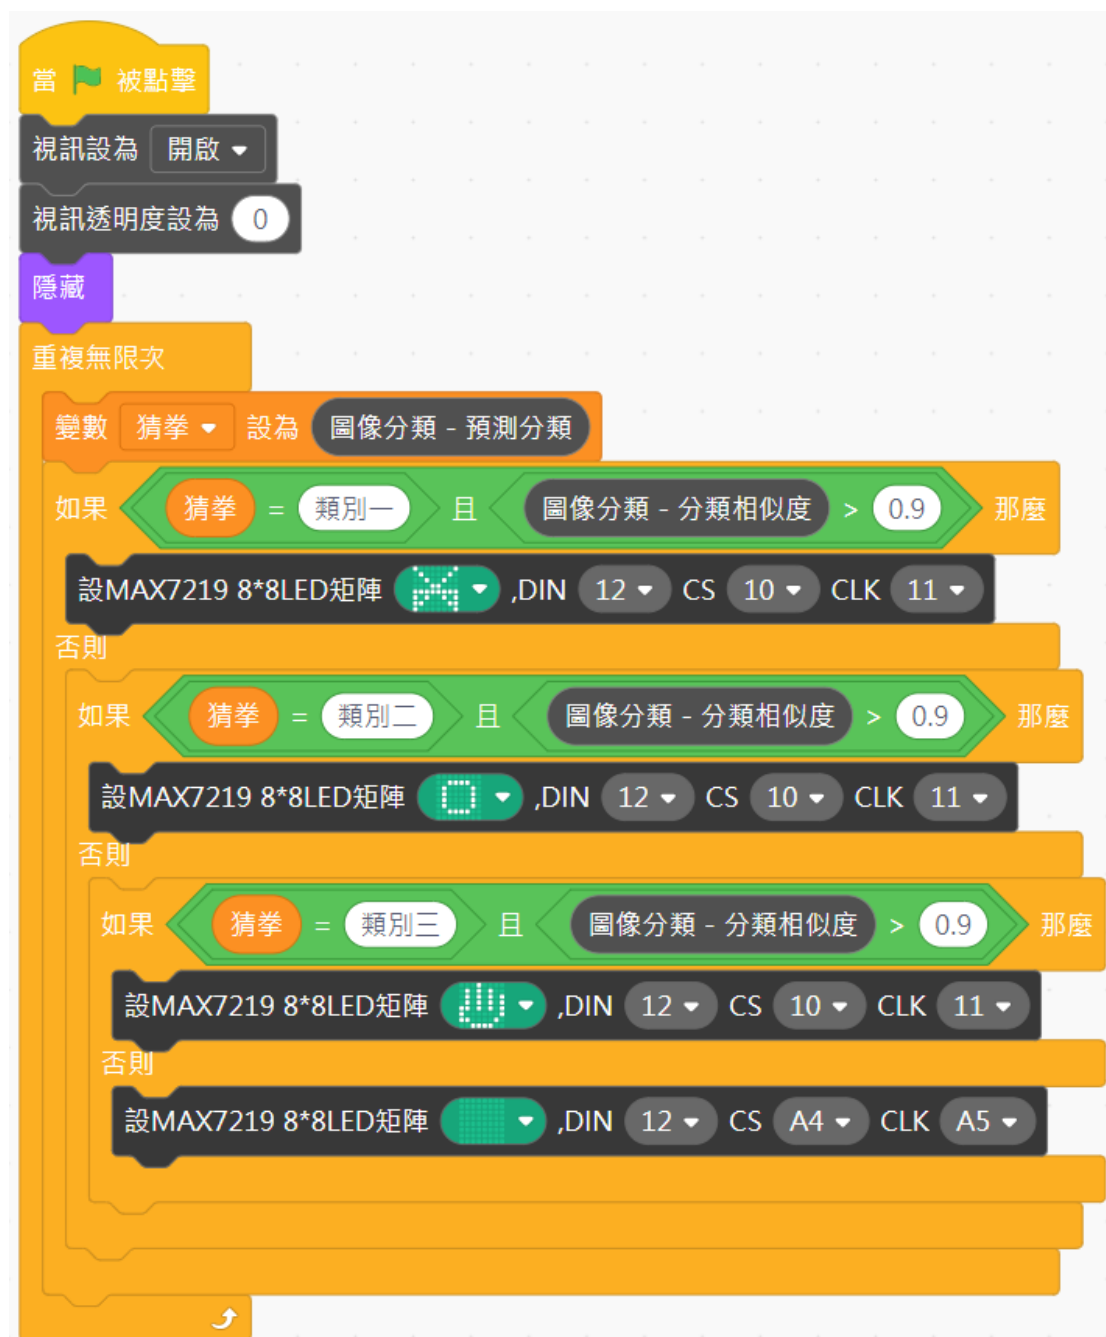 當 被點擊
視訊設為 開啟
視訊透明度設為 0
隱藏
重複無限次
變數 猜拳 設為 圖像分類 - 預測分類
如果 猜拳 = 類別一 且 圖像分類 - 分類相似度 > 0.9 那麼
設MAX7219 8*8LED矩陣 ,DIN 12 CS 10 CLK 11
否則
如果 猜拳 = 類別二 且 圖像分類 - 分類相似度 > 0.9 那麼
設MAX7219 8*8LED矩陣 ,DIN 12 CS 10 CLK 11
否則
如果 猜拳 = 類別三 且 圖像分類 - 分類相似度 > 0.9 那麼
設MAX7219 8*8LED矩陣 ,DIN 12 CS 10 CLK 11
否則
設MAX7219 8*8LED矩陣 ,DIN 12 CS A4 CLK A5